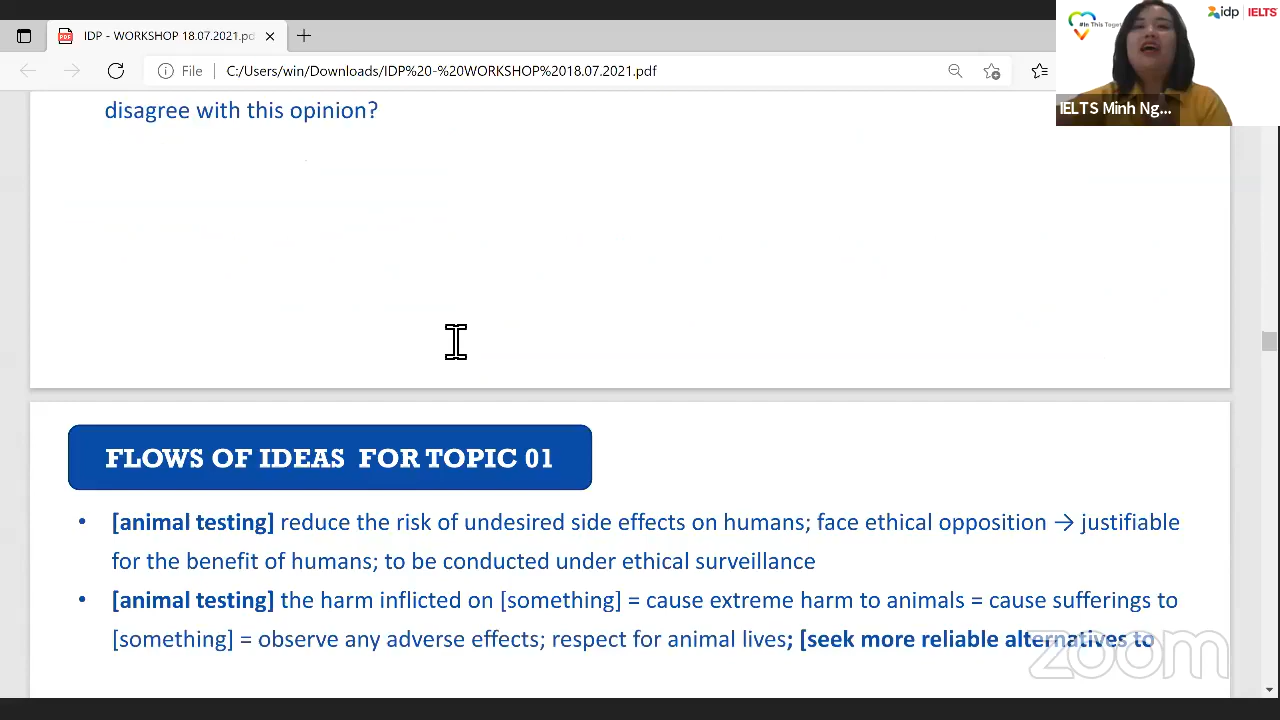 IDP - WORKSHOP 18.07.2021.pd
#In This Toget
idp IELTS
File C:/Users/win/Downloads/IDP%20-%20WORKSHOP%2018.07.2021.pdf
IELTS Minh Ng...
disagree with this opinion?
FLOWS OF IDEAS FOR TOPIC 01
• [animal testing] reduce the risk of undesired side effects on humans; face ethical opposition → justifiable
for the benefit of humans; to be conducted under ethical surveillance
• [animal testing] the harm inflicted on [something] = cause extreme harm to animals = cause sufferings to
[something] = observe any adverse effects; respect for animal lives; [seek more reliable alternatives to
zoom